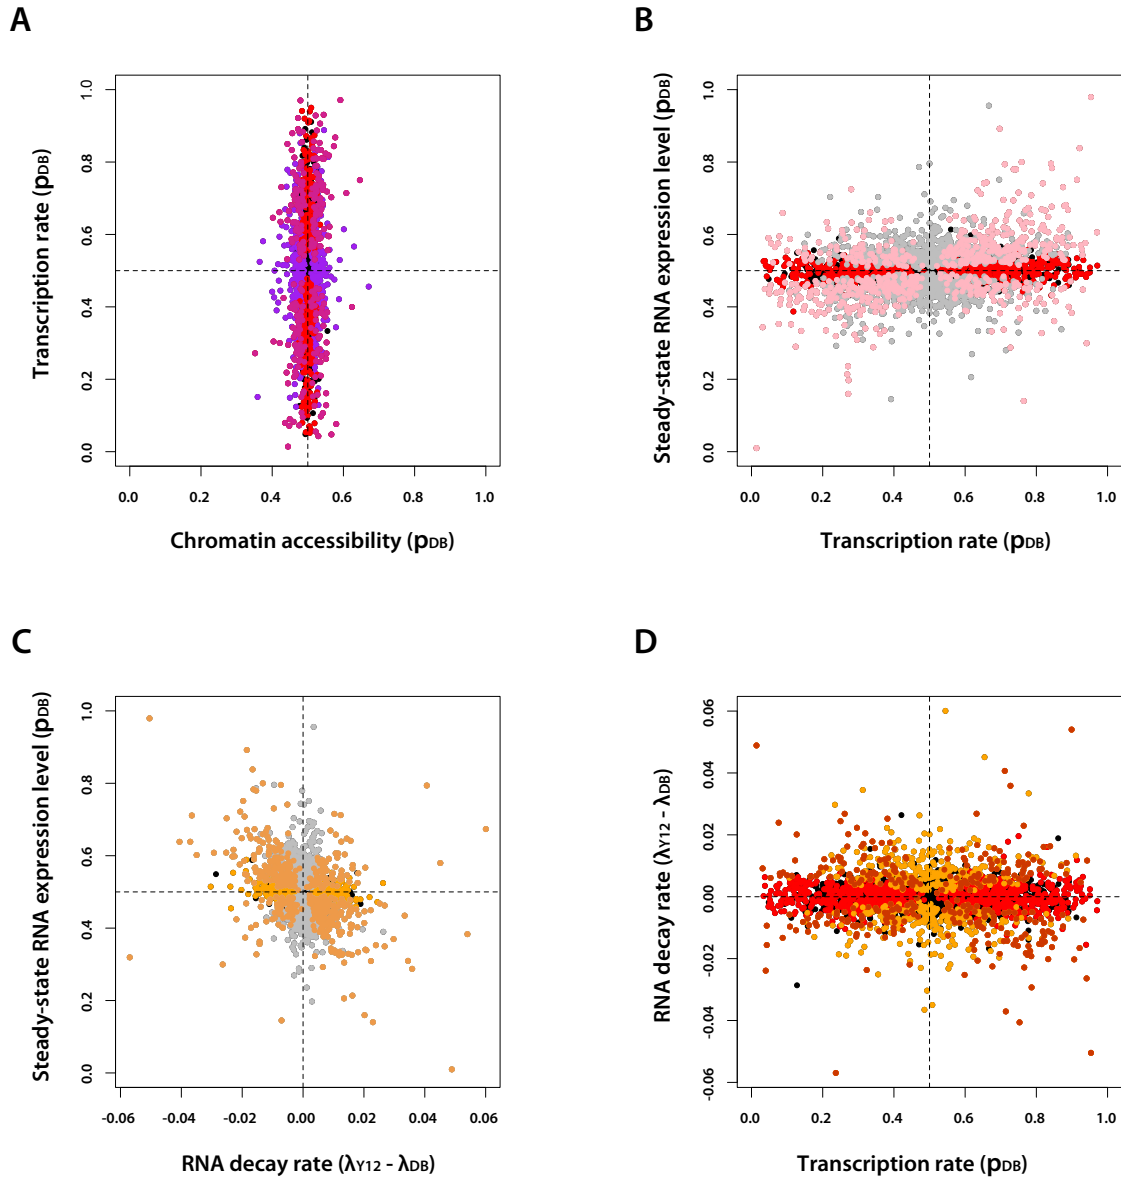 A
Transcription rate (pDB)
0.0 0.2 0.4 0.6 0.8 1.0
0.0 0.2 0.4 0.6 0.8 1.0
Chromatin accessibility (pDB)
B
Steady-state RNA expression level (pDB)
0.0 0.2 0.4 0.6 0.8 1.0
0.0 0.2 0.4 0.6 0.8 1.0
Transcription rate (pDB)
C
Steady-state RNA expression level (pDB)
0.0 0.2 0.4 0.6 0.8 1.0
-0.06 -0.04 -0.02 0.00 0.02 0.04 0.06
RNA decay rate (λY12 - λDB)
D
RNA decay rate (λY12 - λDB)
-0.06 -0.04 -0.02 0.00 0.02 0.04 0.06
0.0 0.2 0.4 0.6 0.8 1.0
Transcription rate (pDB)